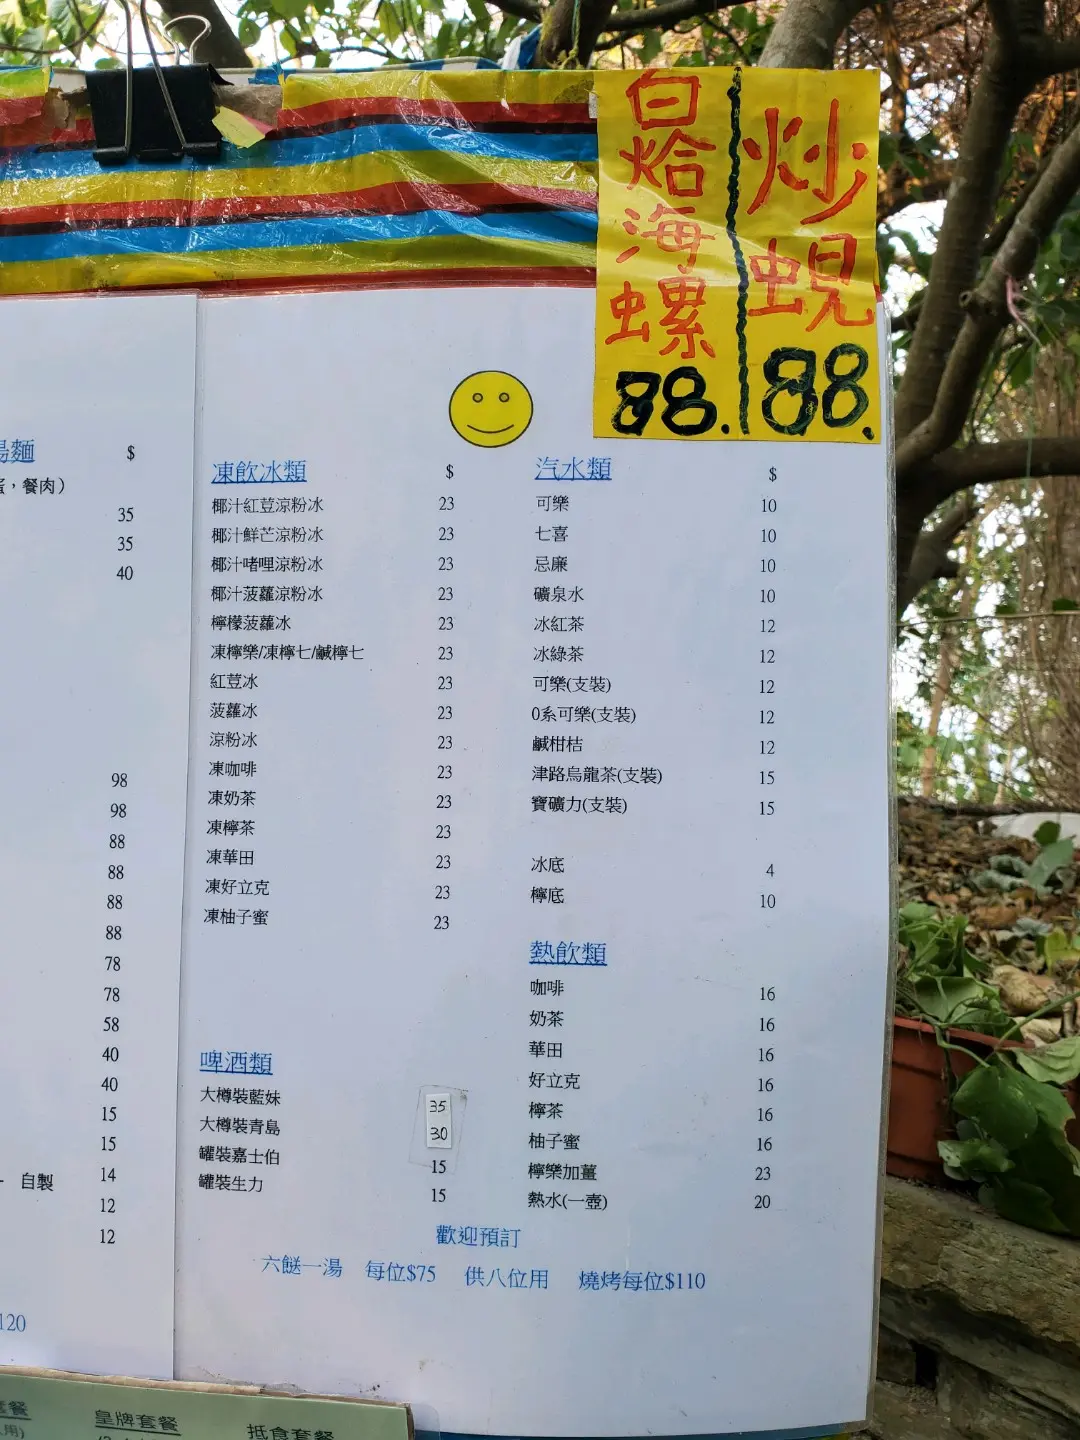 白烚海螺 88.
炒蜆 88.
湯麵 $
蛋，餐肉）
35
35
40
98
98
88
88
88
88
78
78
58
40
40
15
15
自製 14
12
12
120
凍飲冰類 $
椰汁紅荳涼粉冰 23
椰汁鮮芒涼粉冰 23
椰汁啫哩涼粉冰 23
椰汁菠蘿涼粉冰 23
檸檬菠蘿冰 23
凍檸樂/凍檸七/鹹檸七 23
紅荳冰 23
菠蘿冰 23
涼粉冰 23
凍咖啡 23
凍奶茶 23
凍檸茶 23
凍華田 23
凍好立克 23
凍柚子蜜 23
啤酒類
大樽裝藍妹 35
大樽裝青島 30
罐裝嘉士伯 15
罐裝生力 15
汽水類 $
可樂 10
七喜 10
忌廉 10
礦泉水 10
冰紅茶 12
冰綠茶 12
可樂(支裝) 12
0系可樂(支裝) 12
鹹柑桔 12
津路烏龍茶(支裝) 15
寶礦力(支裝) 15
冰底 4
檸底 10
熱飲類
咖啡 16
奶茶 16
華田 16
好立克 16
檸茶 16
柚子蜜 16
檸樂加薑 23
熱水(一壺) 20
歡迎預訂
六餸一湯 每位$75 供八位用 燒烤每位$110
皇牌套餐
抵食套餐